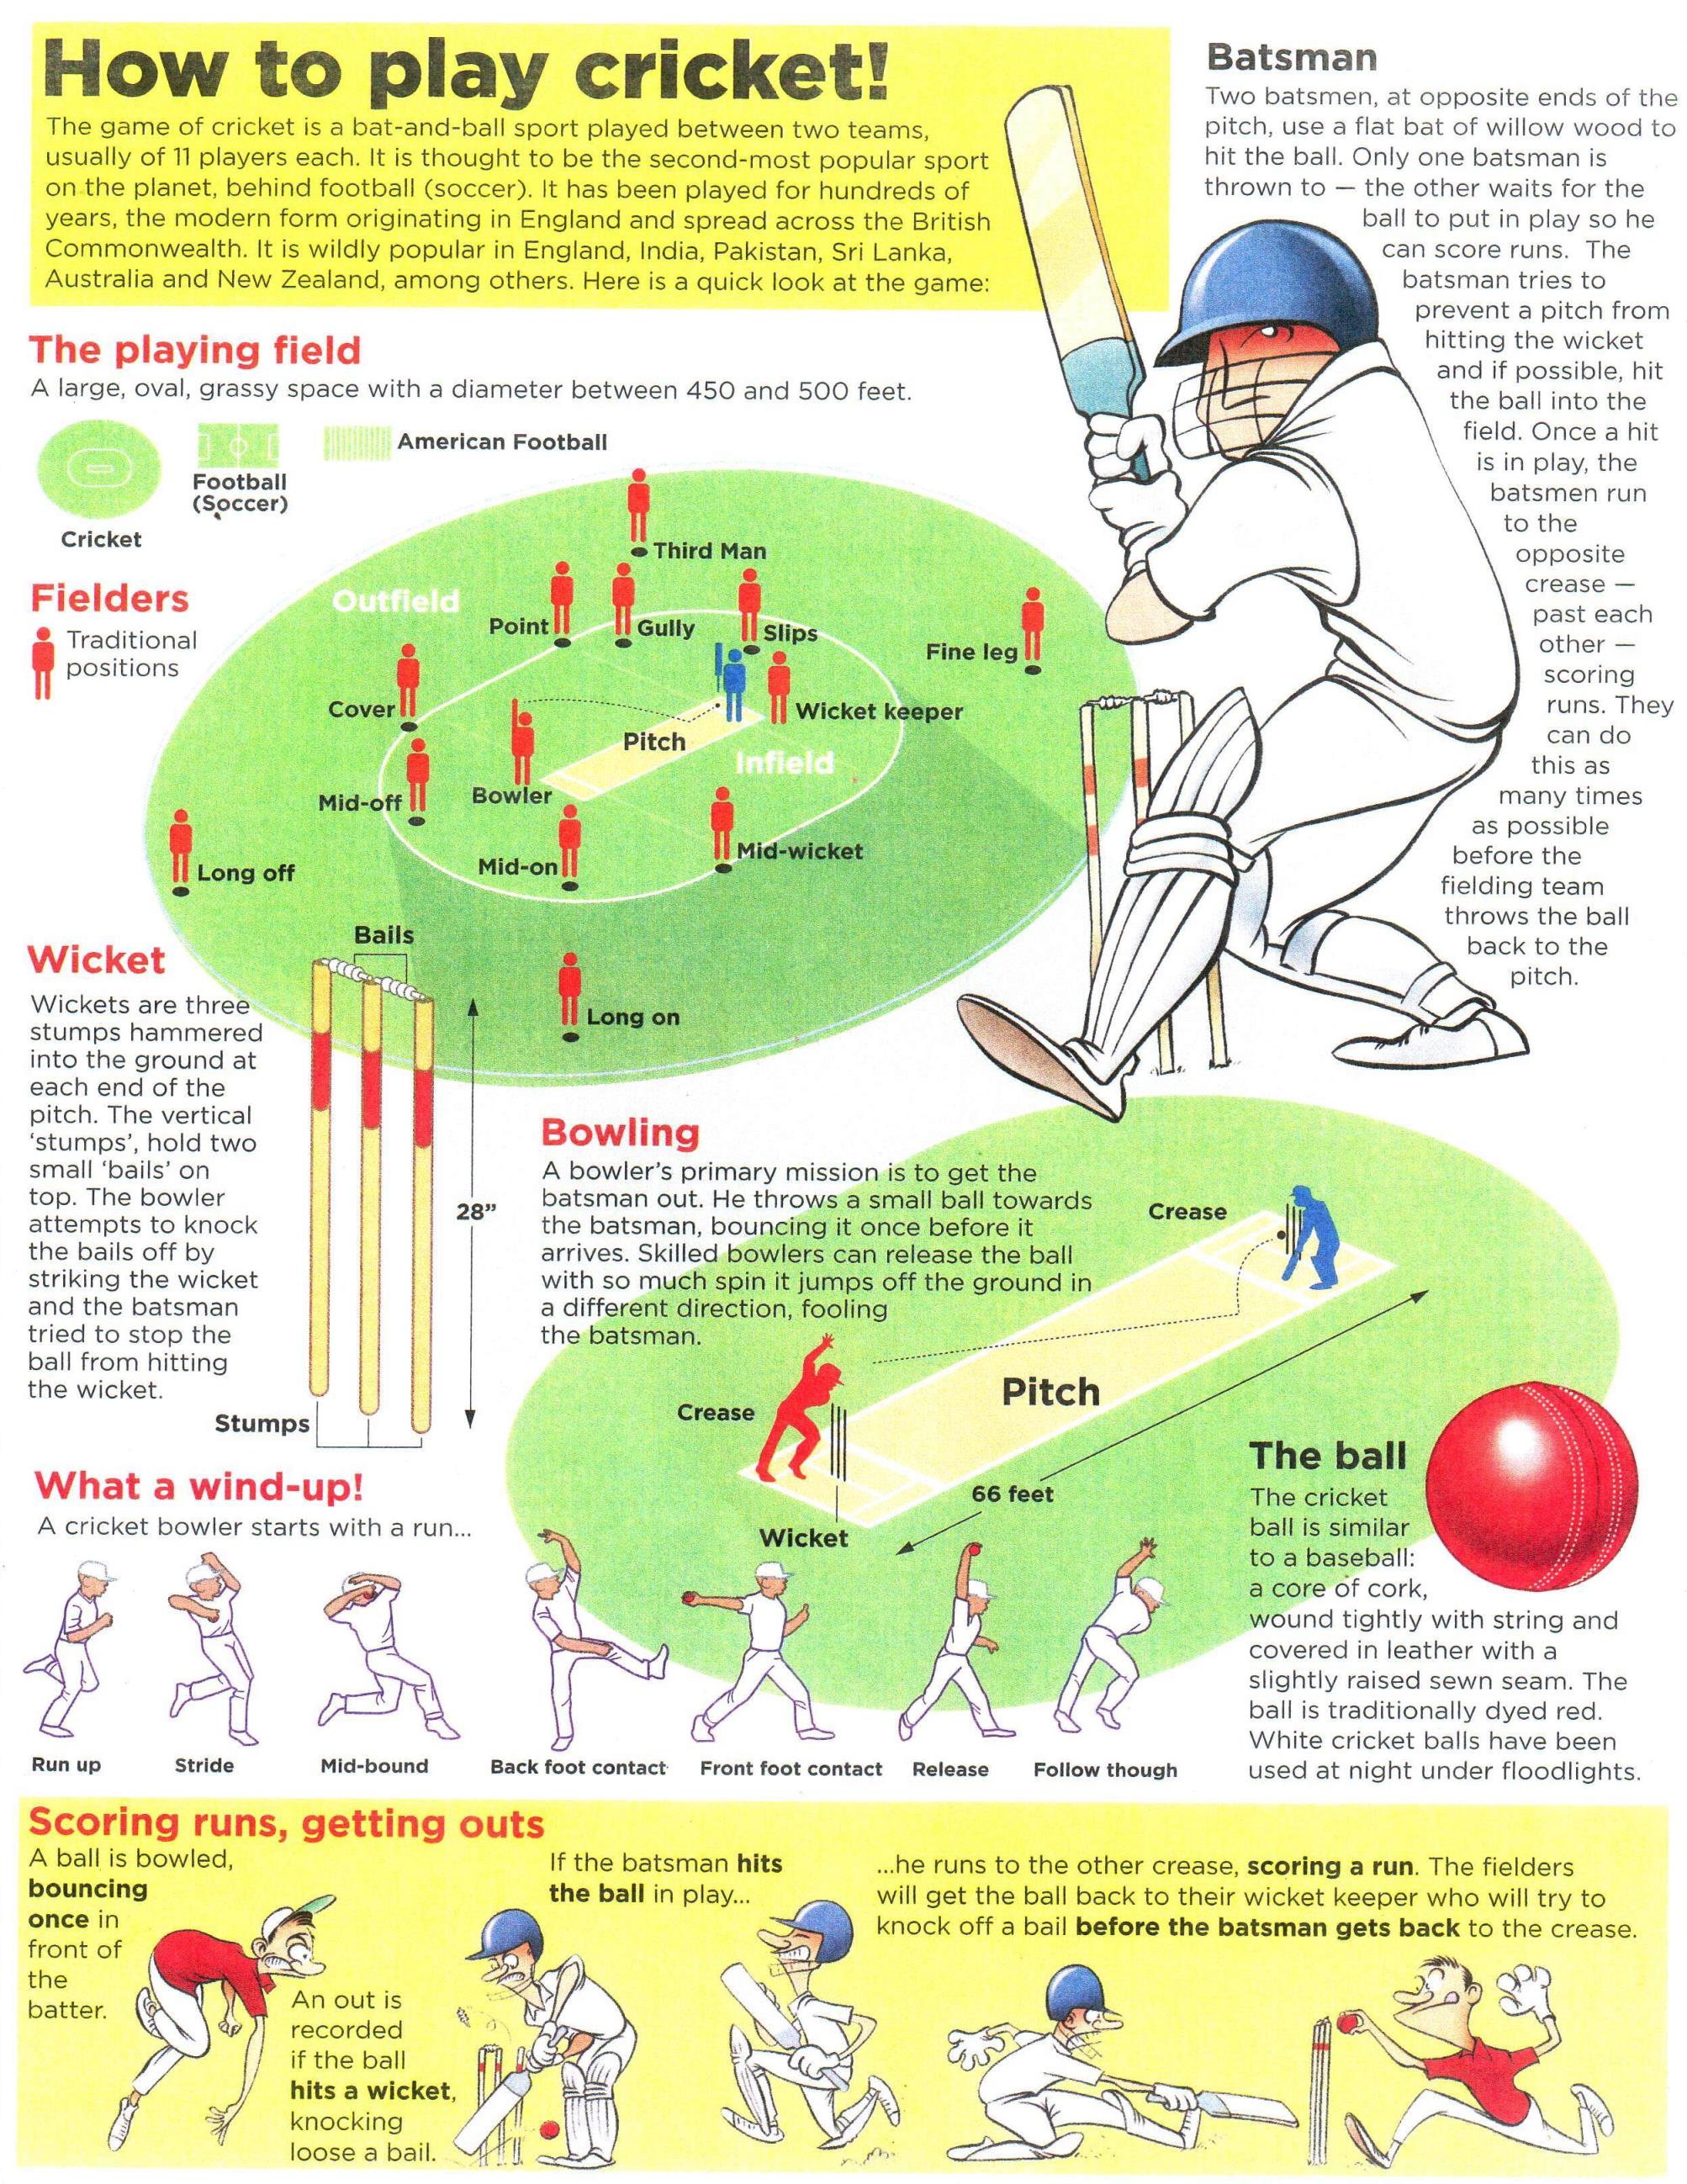 How to play cricket!
The game of cricket is a bat-and-ball sport played between two teams,
usually of 11 players each. It is thought to be the second-most popular sport
on the planet, behind football (soccer). It has been played for hundreds of
years, the modern form originating in England and spread across the British
Commonwealth. It is wildly popular in England, India, Pakistan, Sri Lanka,
Australia and New Zealand, among others. Here is a quick look at the game:
Batsman
Two batsmen, at opposite ends of the
pitch, use a flat bat of willow wood to
hit the ball. Only one batsman is
thrown to — the other waits for the
ball to put in play so he
can score runs. The
batsman tries to
prevent a pitch from
hitting the wicket
and if possible, hit
the ball into the
field. Once a hit
is in play, the
batsmen run
to the
opposite
crease —
past each
other —
scoring
runs. They
can do
this as
many times
as possible
before the
fielding team
throws the ball
back to the
pitch.
The playing field
A large, oval, grassy space with a diameter between 450 and 500 feet.
Cricket
Football
(Soccer)
American Football
Fielders
Traditional
positions
Outfield
Third Man
Point
Gully
Slips
Fine leg
Cover
Wicket keeper
Pitch
Infield
Mid-off
Bowler
Mid-on
Mid-wicket
Long off
Long on
Wicket
Wickets are three
stumps hammered
into the ground at
each end of the
pitch. The vertical
‘stumps’, hold two
small ‘bails’ on
top. The bowler
attempts to knock
the bails off by
striking the wicket
and the batsman
tried to stop the
ball from hitting
the wicket.
Bails
28”
Stumps
Bowling
A bowler’s primary mission is to get the
batsman out. He throws a small ball towards
the batsman, bouncing it once before it
arrives. Skilled bowlers can release the ball
with so much spin it jumps off the ground in
a different direction, fooling
the batsman.
Crease
Crease
Pitch
66 feet
Wicket
The ball
The cricket
ball is similar
to a baseball:
a core of cork,
wound tightly with string and
covered in leather with a
slightly raised sewn seam. The
ball is traditionally dyed red.
White cricket balls have been
used at night under floodlights.
What a wind-up!
A cricket bowler starts with a run...
Run up
Stride
Mid-bound
Back foot contact
Front foot contact
Release
Follow though
Scoring runs, getting outs
A ball is bowled,
bouncing
once in
front of
the
batter.
An out is
recorded
if the ball
hits a wicket,
knocking
loose a bail.
If the batsman hits
the ball in play...
...he runs to the other crease, scoring a run. The fielders
will get the ball back to their wicket keeper who will try to
knock off a bail before the batsman gets back to the crease.